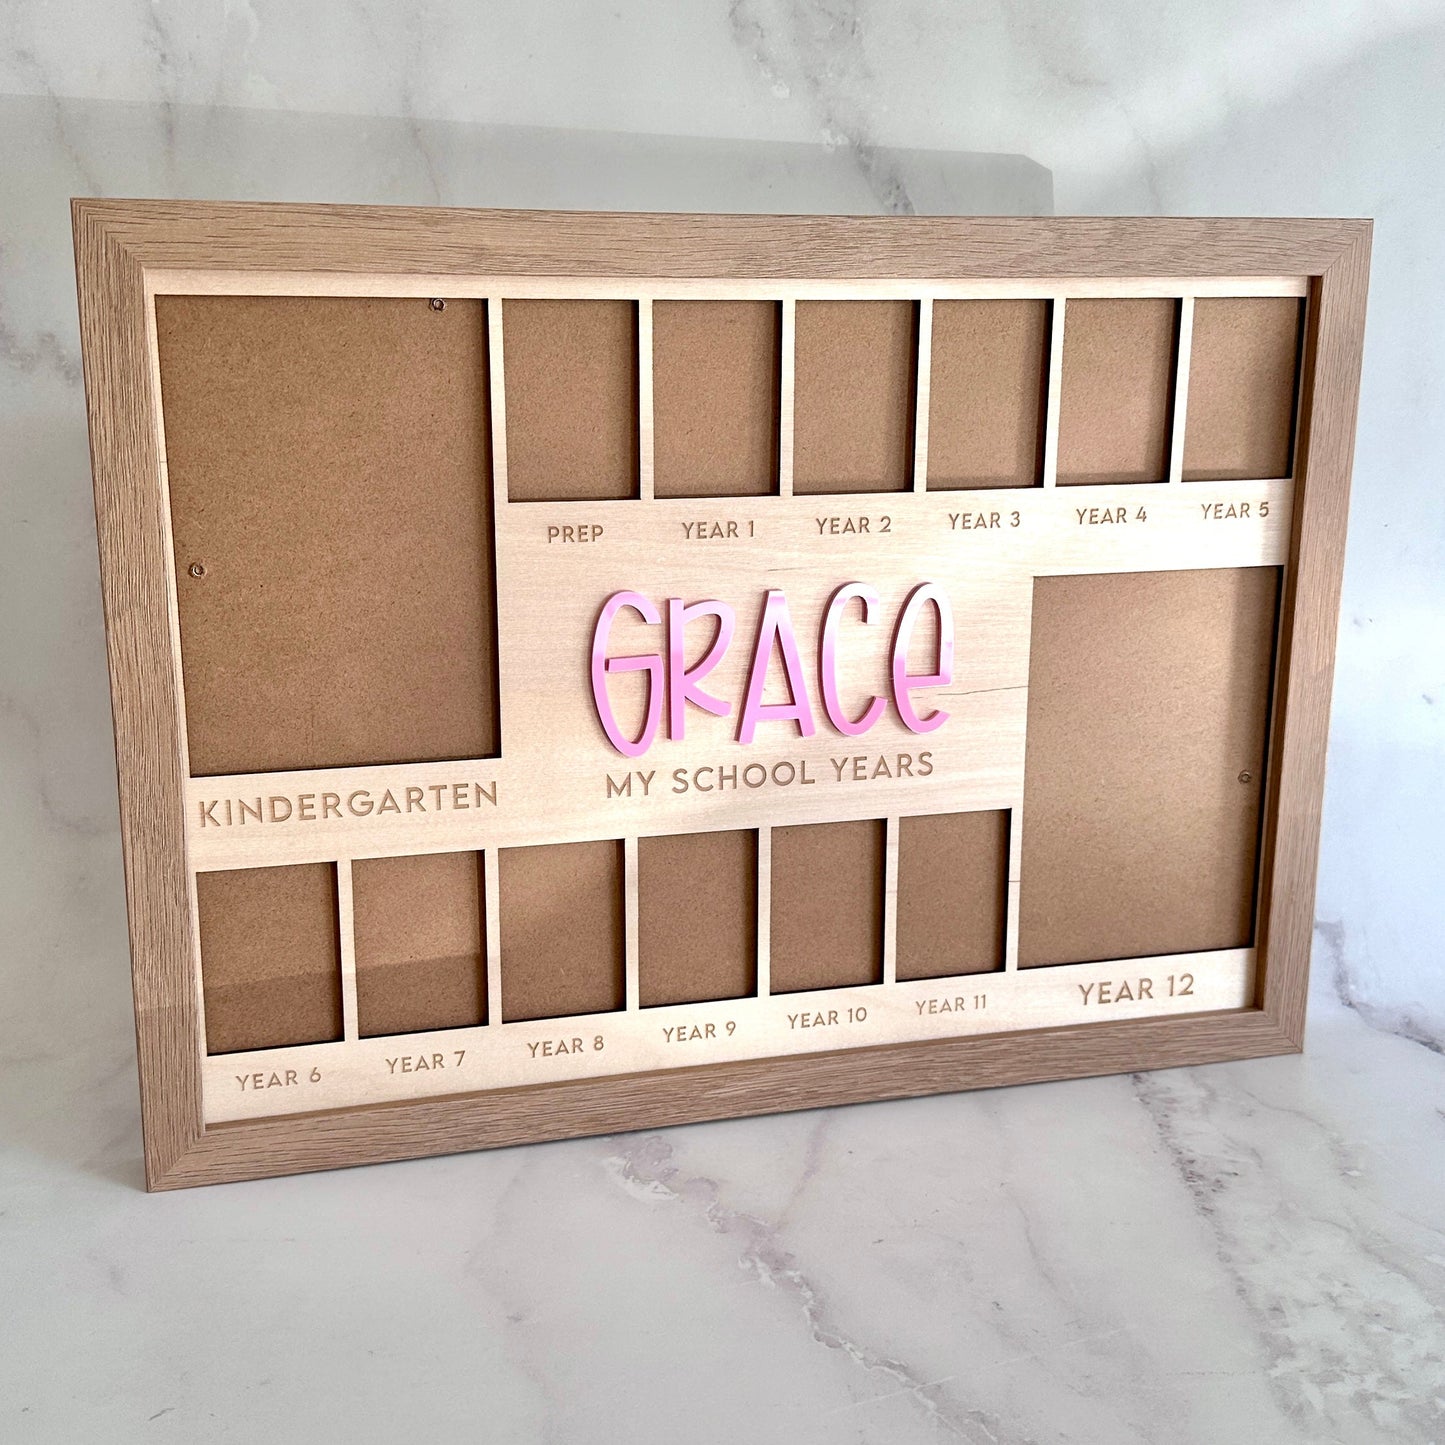 PREP YEAR 1 YEAR 2 YEAR 3 YEAR 4 YEAR 5
GRACe
MY SCHOOL YEARS
KINDERGARTEN
YEAR 6 YEAR 7 YEAR 8 YEAR 9 YEAR 10 YEAR 11 YEAR 12